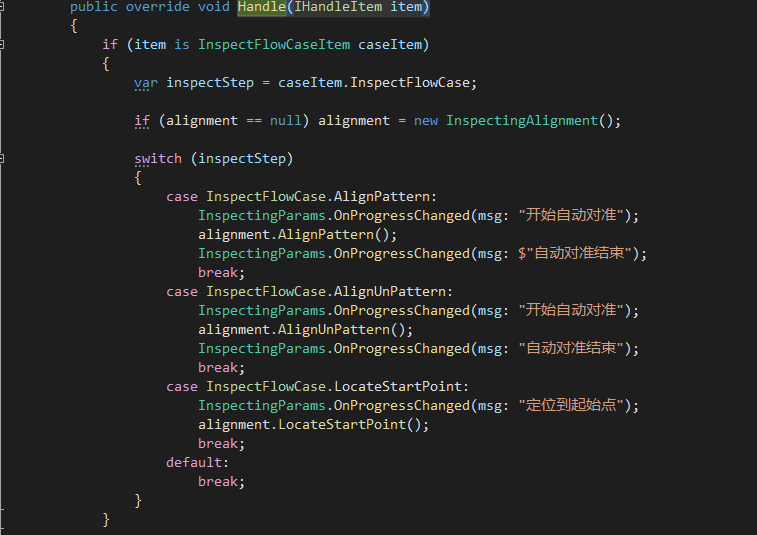 public override void Handle(IHandleItem item)
{
if (item is InspectFlowCaseItem caseItem)
{
var inspectStep = caseItem.InspectFlowCase;
if (alignment == null) alignment = new InspectingAlignment();
switch (inspectStep)
{
case InspectFlowCase.AlignPattern:
InspectingParams.OnProgressChanged(msg: "开始自动对准");
alignment.AlignPattern();
InspectingParams.OnProgressChanged(msg: $"自动对准结束");
break;
case InspectFlowCase.AlignUnPattern:
InspectingParams.OnProgressChanged(msg: "开始自动对准");
alignment.AlignUnPattern();
InspectingParams.OnProgressChanged(msg: "自动对准结束");
break;
case InspectFlowCase.LocateStartPoint:
InspectingParams.OnProgressChanged(msg: "定位到起始点");
alignment.LocateStartPoint();
break;
default:
break;
}
}